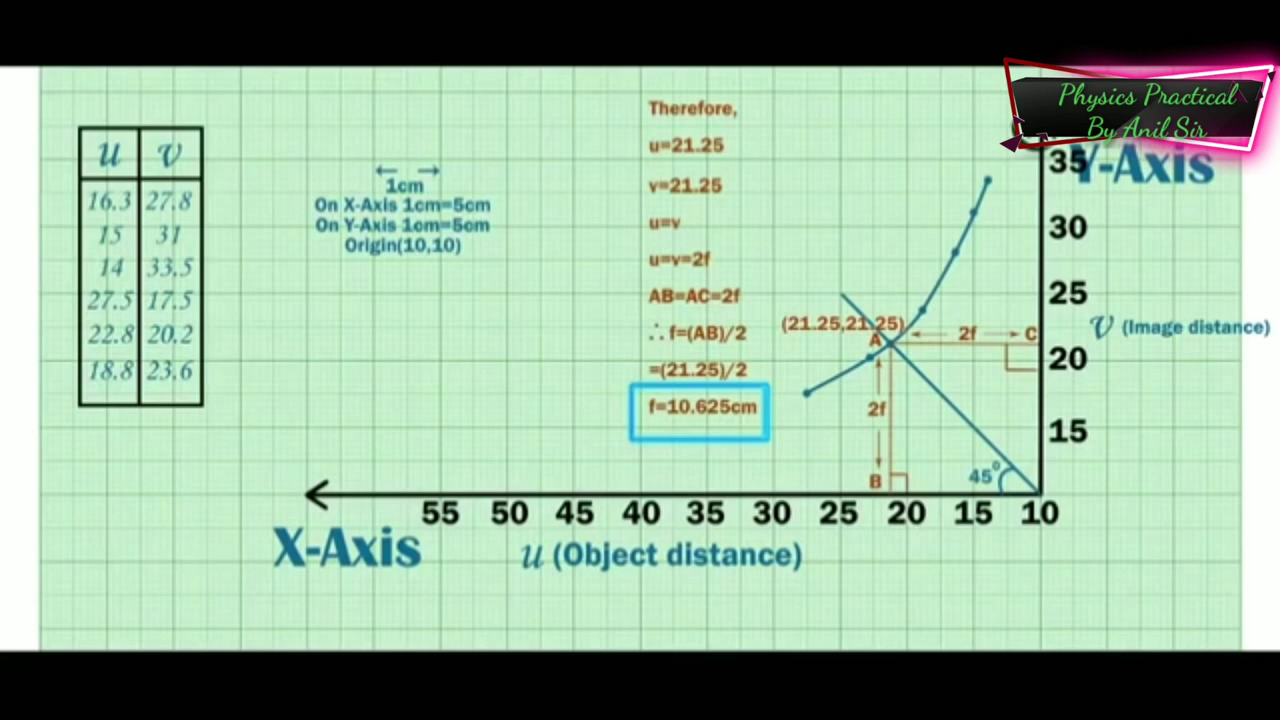 Physics Practical
By Anil Sir
u v
16.3 27.8
15 31
14 33.5
27.5 17.5
22.8 20.2
18.8 23.6
1cm
On X-Axis 1cm=5cm
On Y-Axis 1cm=5cm
Origin(10,10)
Therefore,
u=21.25
v=21.25
u=v
u=v=2f
AB=AC=2f
∴f=(AB)/2
=(21.25)/2
f=10.625cm
Y-Axis
35
30
25
20
15
v (Image distance)
(21.25,21.25)
A
2f
C
2f
B
45°
55 50 45 40 35 30 25 20 15 10
X-Axis
u (Object distance)